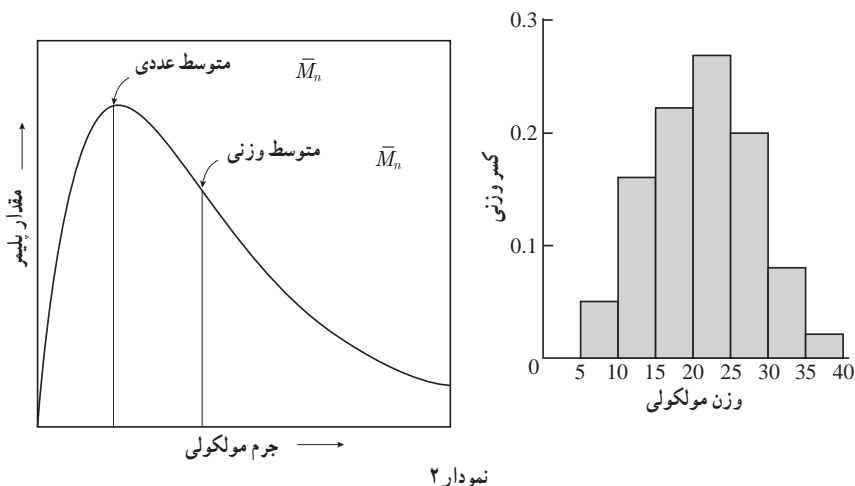 متوسط عددی
M̄ₙ
متوسط وزنی
M̄ₙ
مقدار پلیمر
جرم مولکولی
0.3
0.2
0.1
0
کسر وزنی
5 10 15 20 25 30 35 40
وزن مولکولی
نمودار ۲